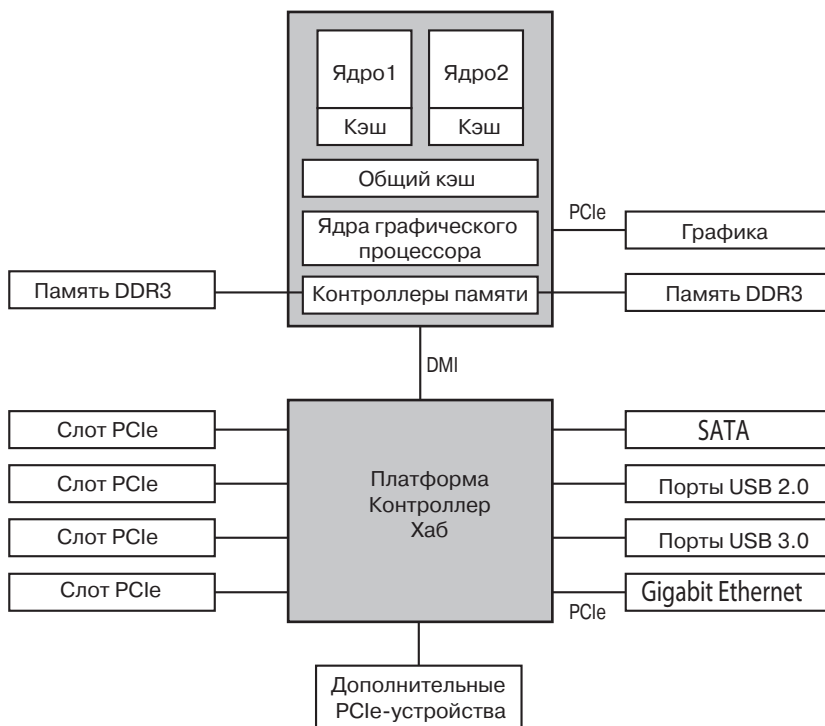 Ядро1
Ядро2
Кэш
Кэш
Общий кэш
Ядра графического
процессора
PCIe
Графика
Память DDR3
Контроллеры памяти
Память DDR3
DMI
Слот PCIe
Слот PCIe
Слот PCIe
Слот PCIe
Платформа
Контроллер
Хаб
SATA
Порты USB 2.0
Порты USB 3.0
Gigabit Ethernet
PCIe
Дополнительные
PCIe-устройства